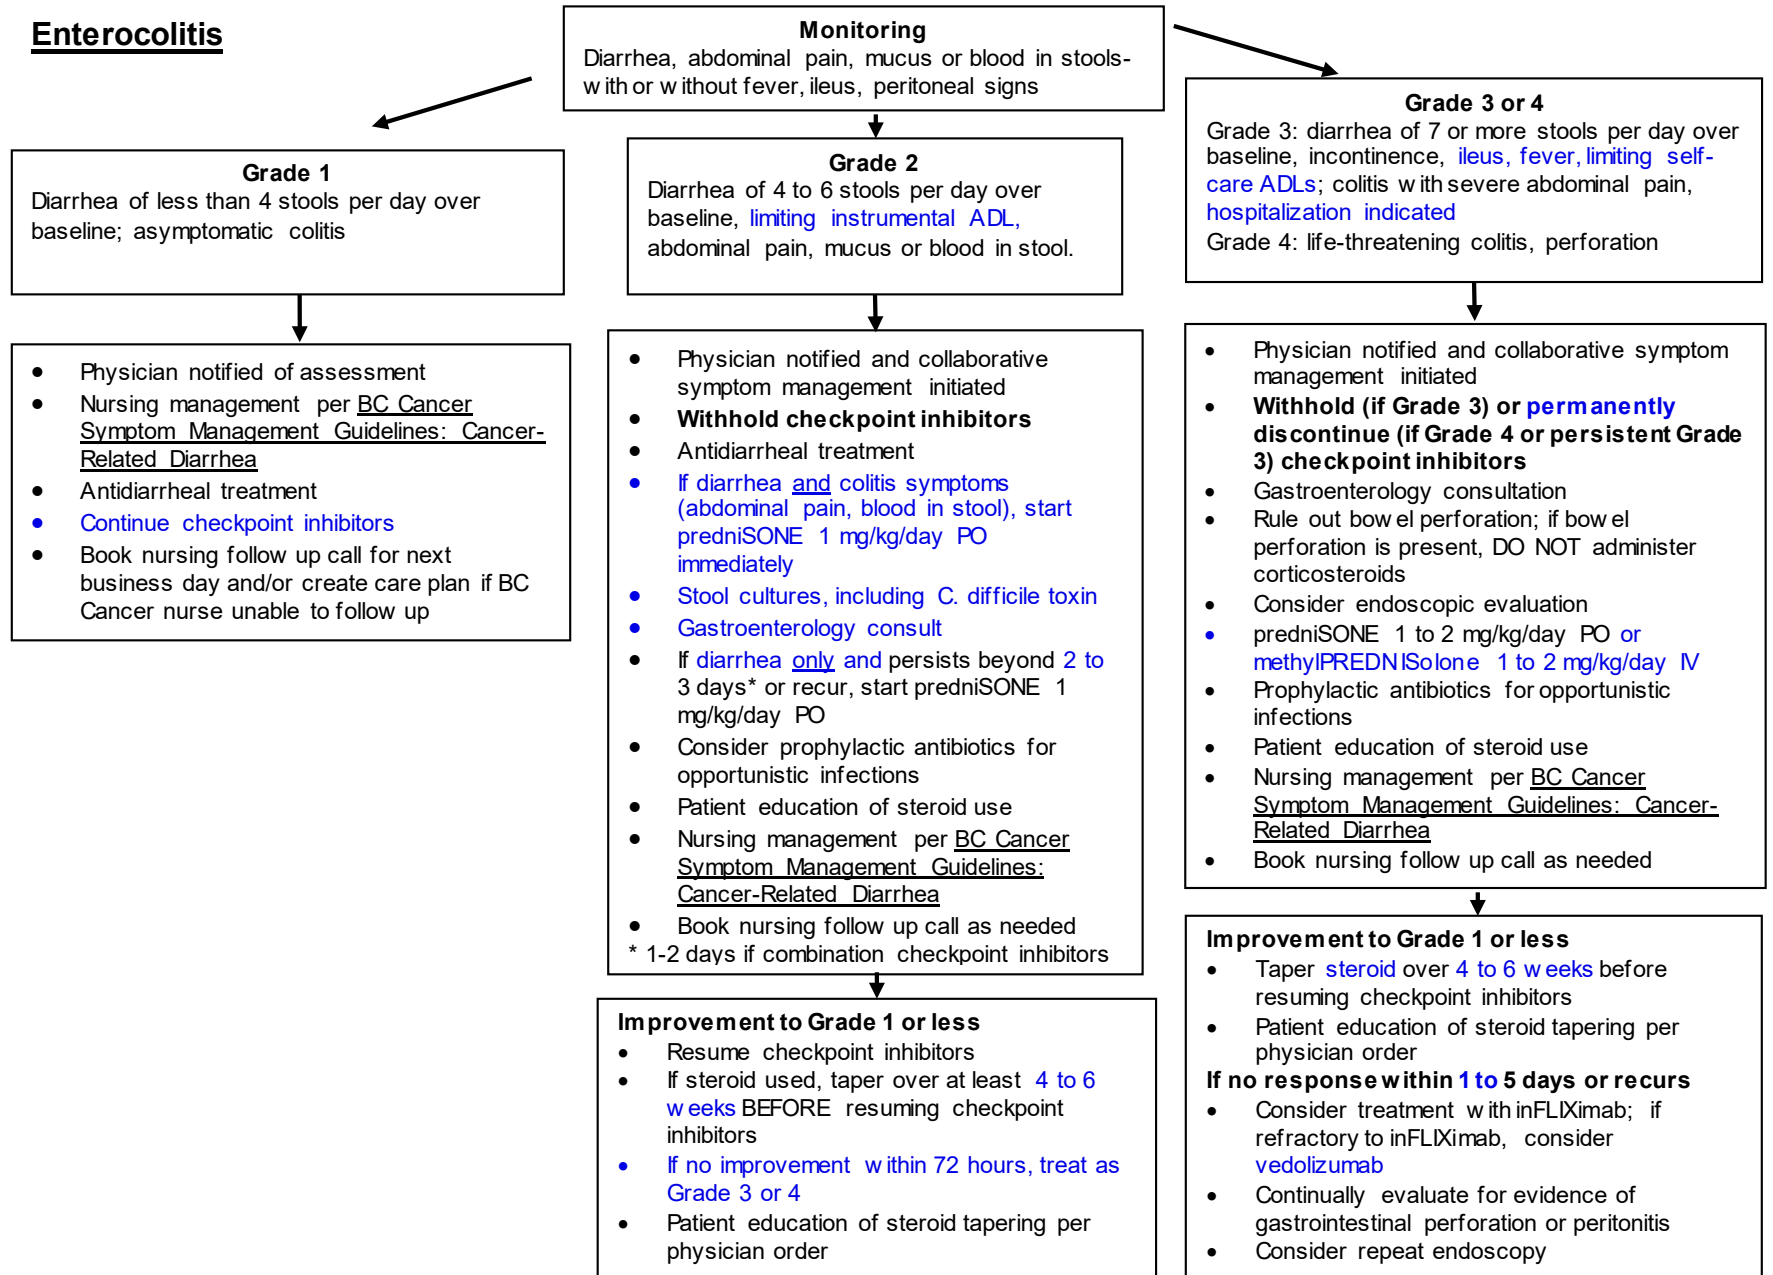 Enterocolitis
Monitoring
Diarrhea, abdominal pain, mucus or blood in stools-
with or without fever, ileus, peritoneal signs
Grade 1
Diarrhea of less than 4 stools per day over
baseline; asymptomatic colitis
Physician notified of assessment
Nursing management per BC Cancer
Symptom Management Guidelines: Cancer-
Related Diarrhea
Antidiarrheal treatment
Continue checkpoint inhibitors
Book nursing follow up call for next
business day and/or create care plan if BC
Cancer nurse unable to follow up
Grade 2
Diarrhea of 4 to 6 stools per day over
baseline, limiting instrumental ADL,
abdominal pain, mucus or blood in stool.
Physician notified and collaborative
symptom management initiated
Withhold checkpoint inhibitors
Antidiarrheal treatment
If diarrhea and colitis symptoms
(abdominal pain, blood in stool), start
predniSONE 1 mg/kg/day PO
immediately
Stool cultures, including C. difficile toxin
Gastroenterology consult
If diarrhea only and persists beyond 2 to
3 days* or recur, start predniSONE 1
mg/kg/day PO
Consider prophylactic antibiotics for
opportunistic infections
Patient education of steroid use
Nursing management per BC Cancer
Symptom Management Guidelines:
Cancer-Related Diarrhea
Book nursing follow up call as needed
* 1-2 days if combination checkpoint inhibitors
Improvement to Grade 1 or less
Resume checkpoint inhibitors
If steroid used, taper over at least 4 to 6
weeks BEFORE resuming checkpoint
inhibitors
If no improvement within 72 hours, treat as
Grade 3 or 4
Patient education of steroid tapering per
physician order
Grade 3 or 4
Grade 3: diarrhea of 7 or more stools per day over
baseline, incontinence, ileus, fever, limiting self-
care ADLs; colitis with severe abdominal pain,
hospitalization indicated
Grade 4: life-threatening colitis, perforation
Physician notified and collaborative symptom
management initiated
Withhold (if Grade 3) or permanently
discontinue (if Grade 4 or persistent Grade
3) checkpoint inhibitors
Gastroenterology consultation
Rule out bowel perforation; if bowel
perforation is present, DO NOT administer
corticosteroids
Consider endoscopic evaluation
predniSONE 1 to 2 mg/kg/day PO or
methylPREDNISolone 1 to 2 mg/kg/day IV
Prophylactic antibiotics for opportunistic
infections
Patient education of steroid use
Nursing management per BC Cancer
Symptom Management Guidelines: Cancer-
Related Diarrhea
Book nursing follow up call as needed
Improvement to Grade 1 or less
Taper steroid over 4 to 6 weeks before
resuming checkpoint inhibitors
Patient education of steroid tapering per
physician order
If no response within 1 to 5 days or recurs
Consider treatment with inFLIXimab; if
refractory to inFLIXimab, consider
vedolizumab
Continually evaluate for evidence of
gastrointestinal perforation or peritonitis
Consider repeat endoscopy